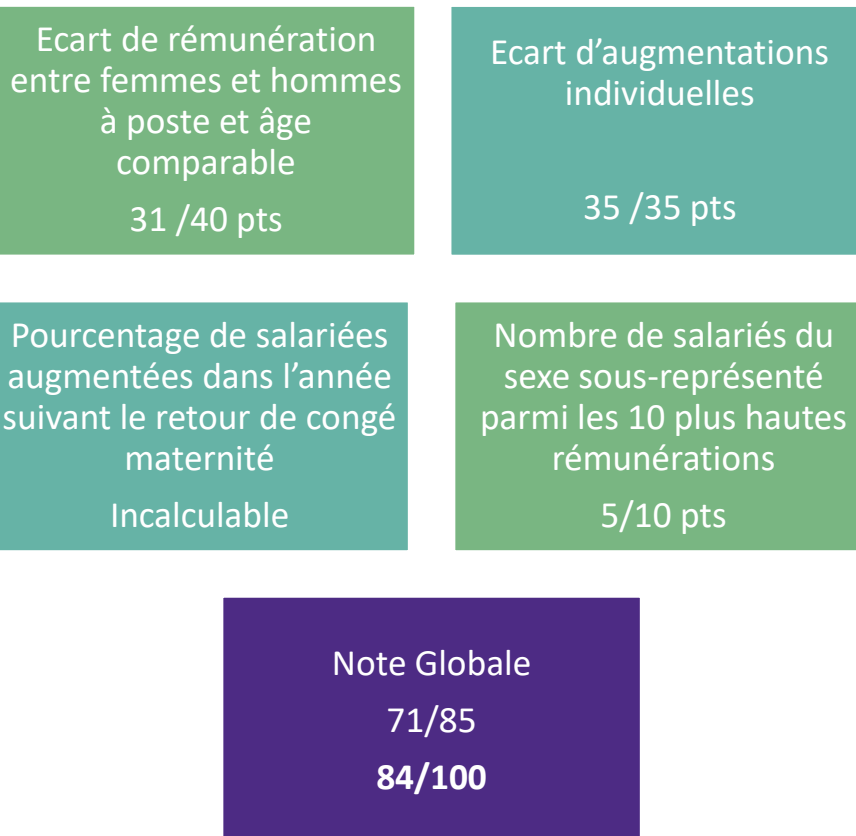 Ecart de rémunération
entre femmes et hommes
à poste et âge
comparable
31 /40 pts
Ecart d’augmentations
individuelles
35 /35 pts
Pourcentage de salariées
augmentées dans l’année
suivant le retour de congé
maternité
Incalculable
Nombre de salariés du
sexe sous-représenté
parmi les 10 plus hautes
rémunérations
5/10 pts
Note Globale
71/85
84/100